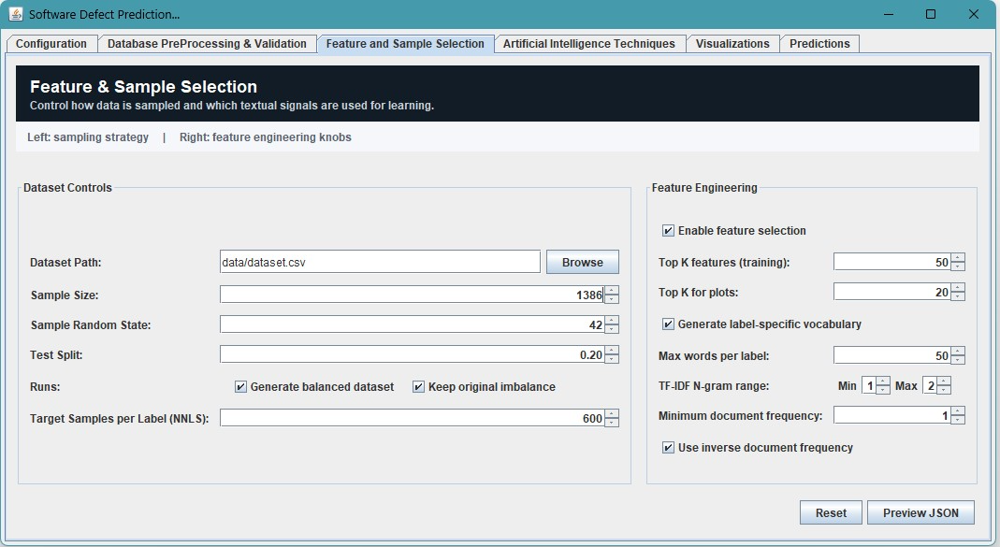 Software Defect Prediction...
Configuration
Database PreProcessing & Validation
Feature and Sample Selection
Artificial Intelligence Techniques
Visualizations
Predictions
Feature & Sample Selection
Control how data is sampled and which textual signals are used for learning.
Left: sampling strategy | Right: feature engineering knobs
Dataset Controls
Dataset Path: data/dataset.csv Browse
Sample Size: 1386
Sample Random State: 42
Test Split: 0.20
Runs: Generate balanced dataset Keep original imbalance
Target Samples per Label (NNLS): 600
Feature Engineering
Enable feature selection
Top K features (training): 50
Top K for plots: 20
Generate label-specific vocabulary
Max words per label: 50
TF-IDF N-gram range: Min 1 Max 2
Minimum document frequency: 1
Use inverse document frequency
Reset
Preview JSON